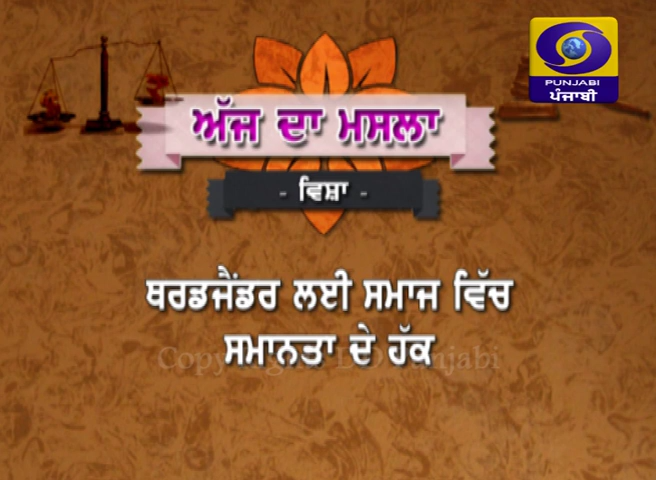 PUNJABI
ਪੰਜਾਬੀ
ਅੱਜ ਦਾ ਮਸਲਾ
- ਵਿਸ਼ਾ -
ਥਰਡਜੈਂਡਰ ਲਈ ਸਮਾਜ ਵਿੱਚ
ਸਮਾਨਤਾ ਦੇ ਹੱਕ